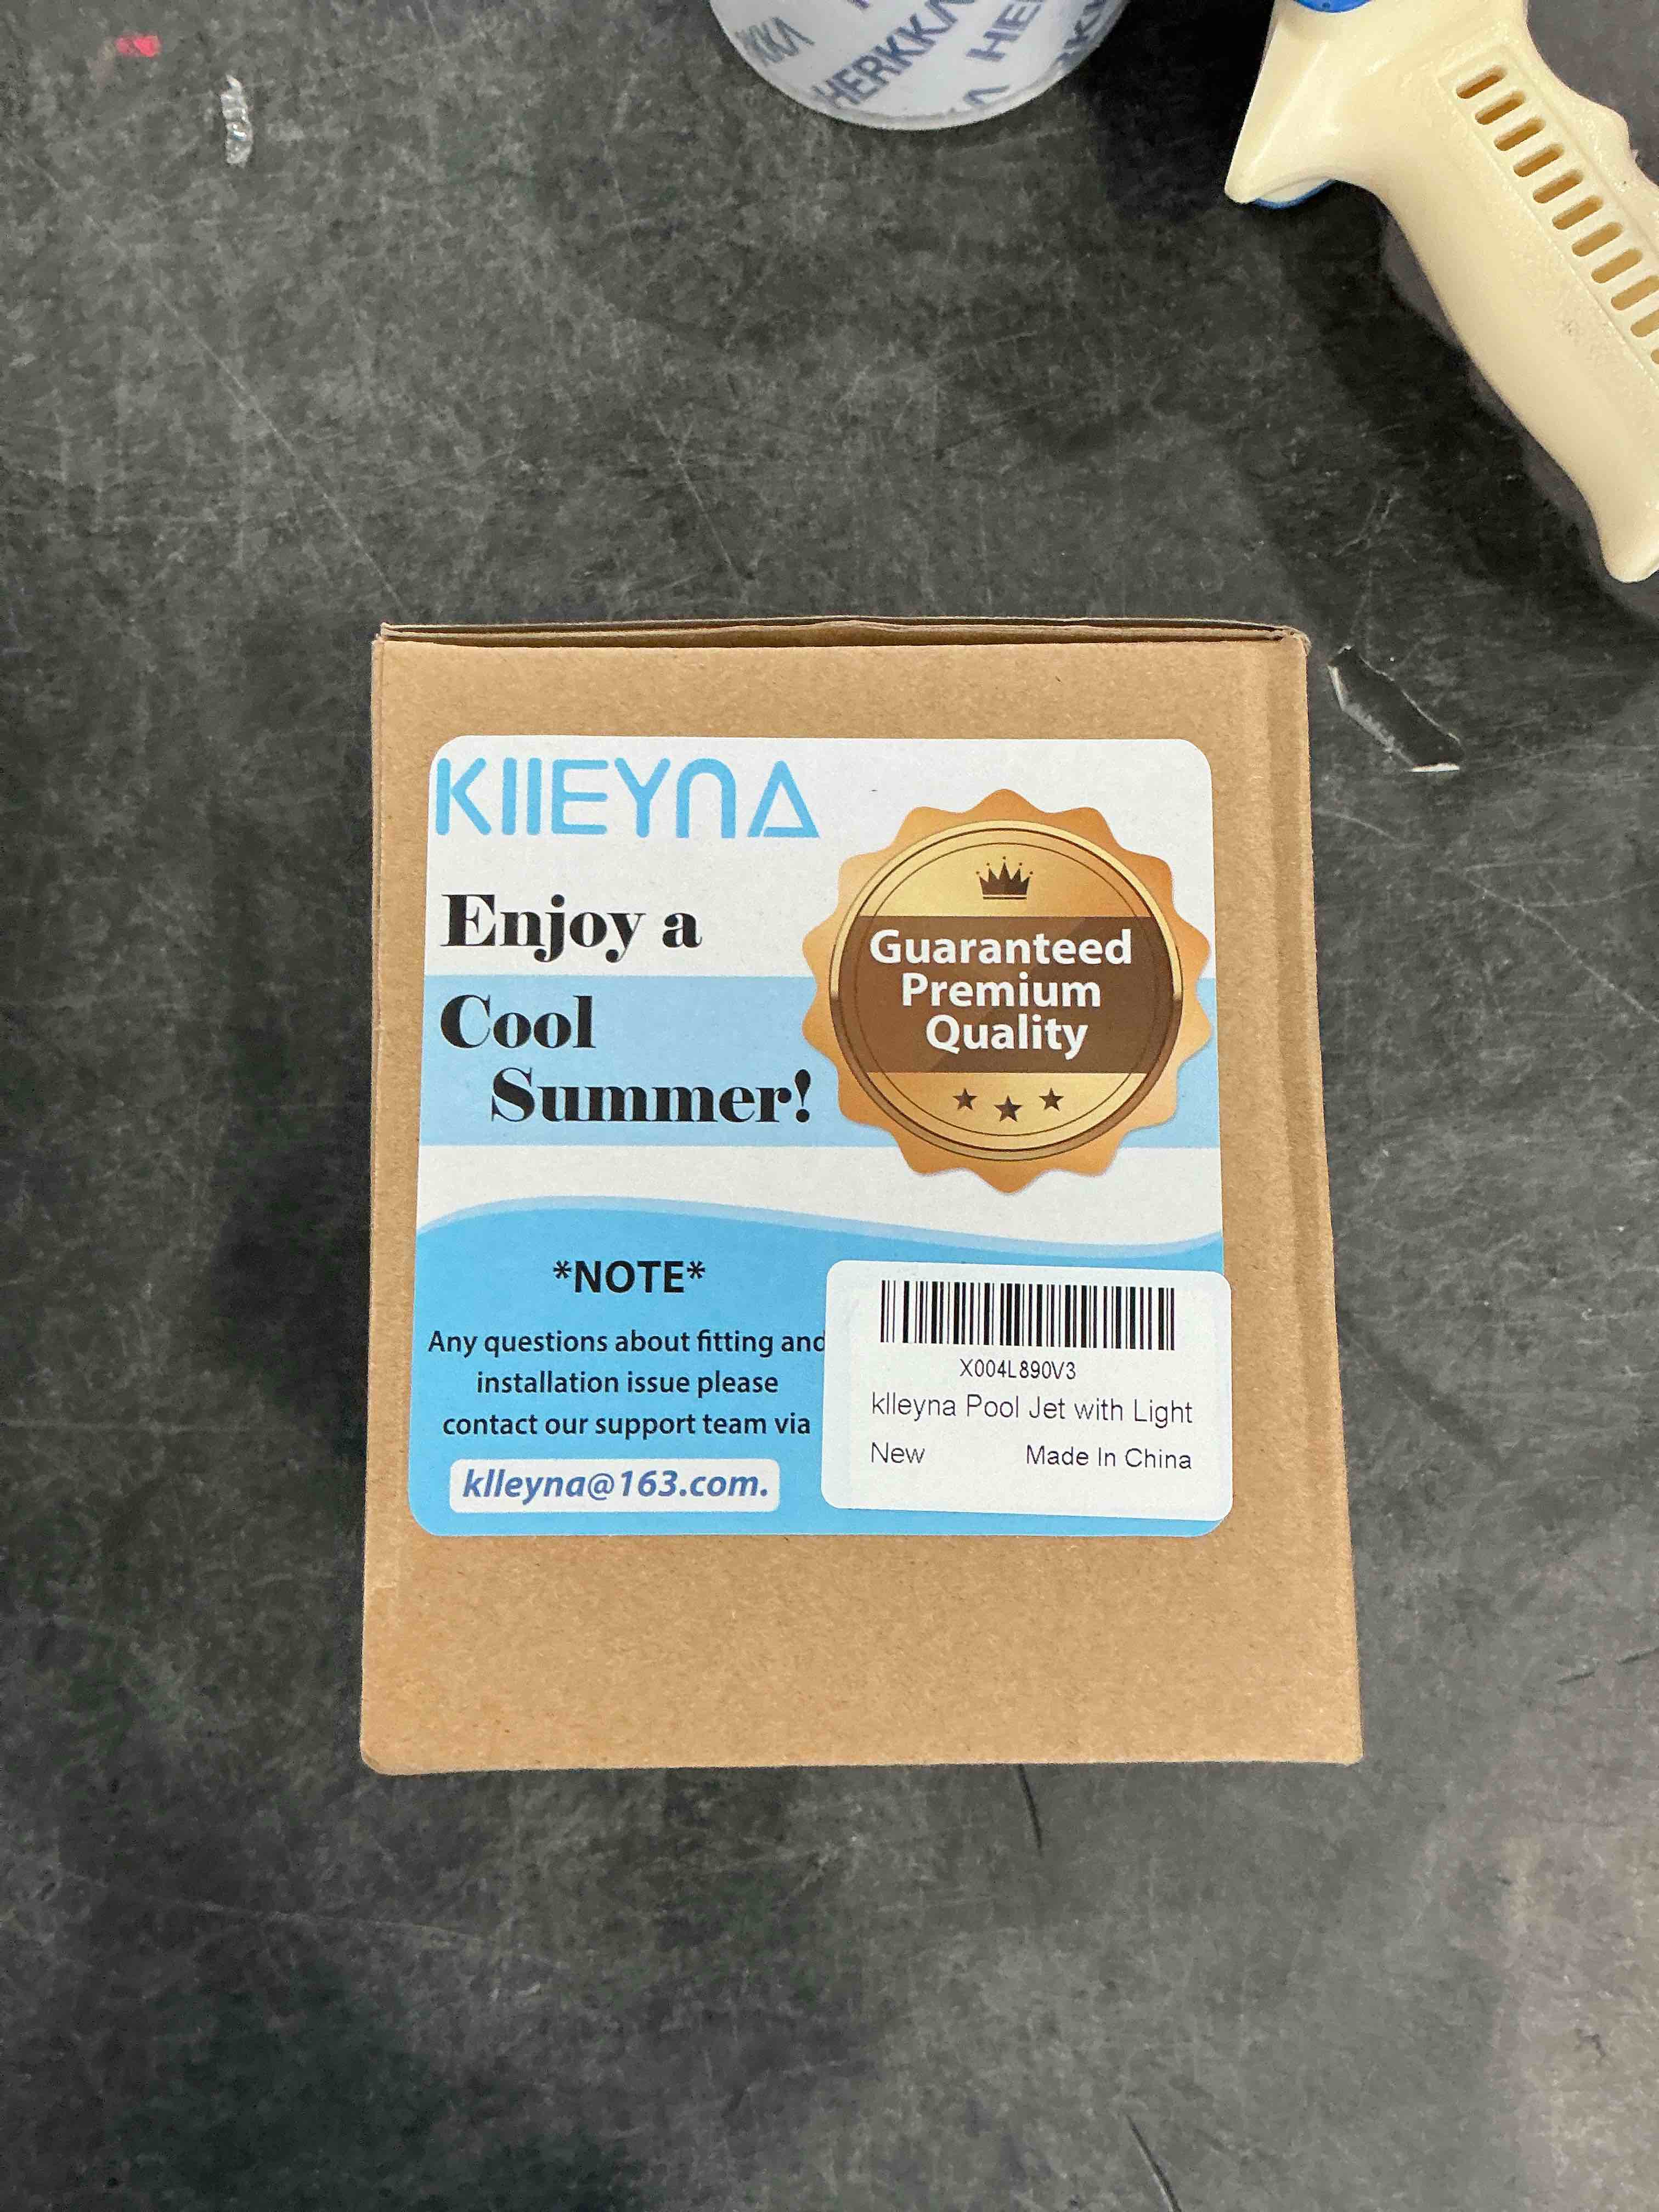 HERKKA
KllEYNA
Enjoy a
Cool
Summer!
Guaranteed
Premium
Quality
*NOTE*
Any questions about fitting and
installation issue please
contact our support team via
klleyna@163.com.
X004L890V3
klleyna Pool Jet with Light
New Made In China